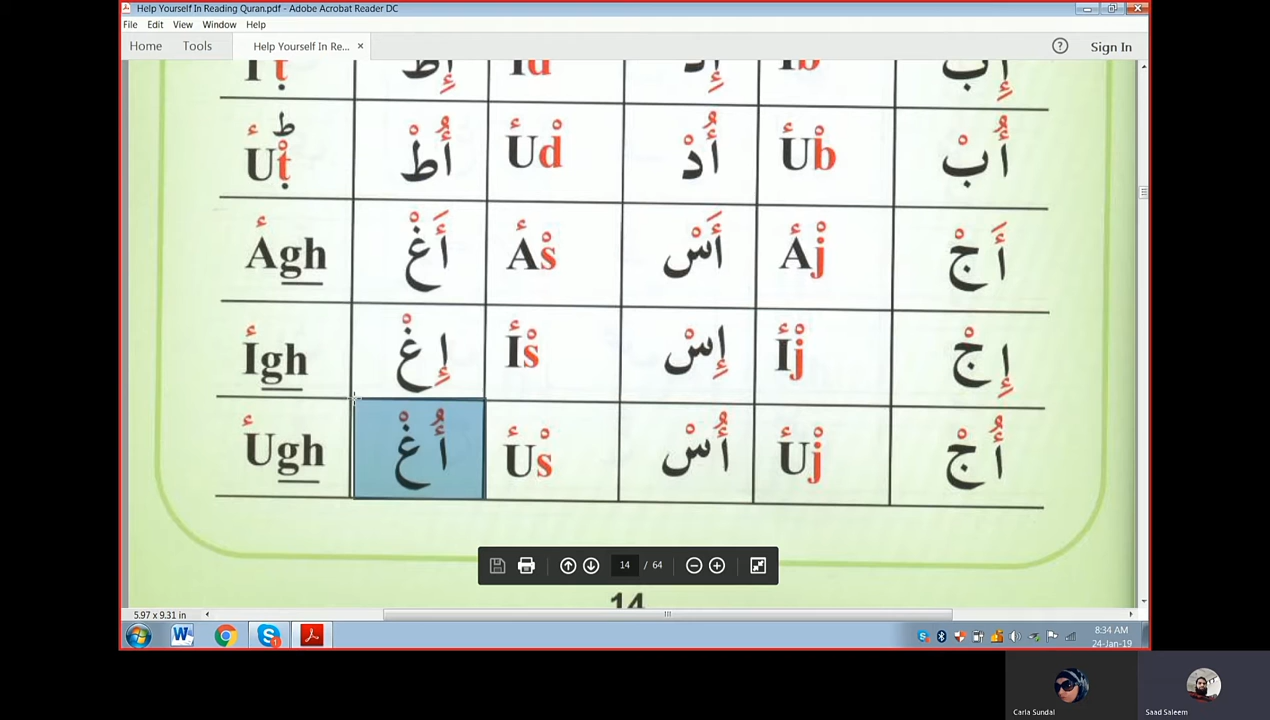 Help Yourself In Reading Quran.pdf - Adobe Acrobat Reader DC
File Edit View Window Help
Home Tools Help Yourself In Re... × ? Sign In
إِطْ إِدْ Id إِبْ
Uṭ ط أُطْ Ud أُدْ Ub أُبْ
Agh أَغْ As أَسْ Aj أَجْ
Igh إِغْ Is إِسْ Ij إِجْ
Ugh أُغْ Us أُسْ Uj أُجْ
14 / 64
14
5.97 x 9.31 in
8:34 AM
24-Jan-19
Carla Sundal Saad Saleem